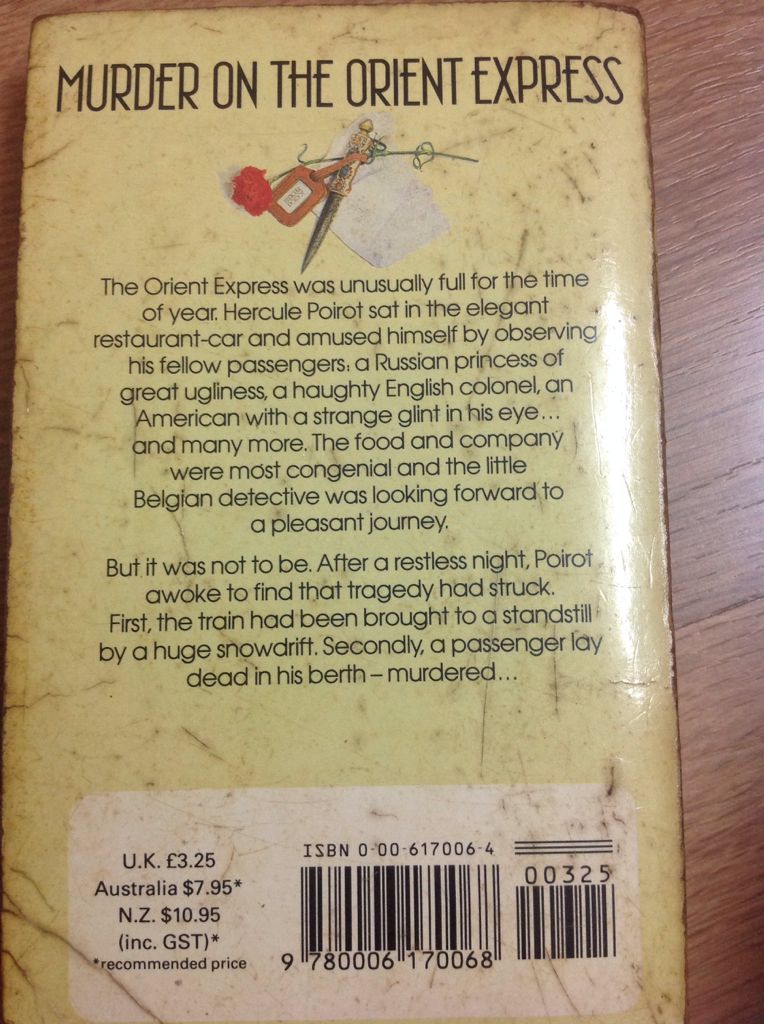 MURDER ON THE ORIENT EXPRESS
The Orient Express was unusually full for the time
of year. Hercule Poirot sat in the elegant
restaurant-car and amused himself by observing
his fellow passengers: a Russian princess of
great ugliness, a haughty English colonel, an
American with a strange glint in his eye...
and many more. The food and company
were most congenial and the little
Belgian detective was looking forward to
a pleasant journey.
But it was not to be. After a restless night, Poirot
awoke to find that tragedy had struck.
First, the train had been brought to a standstill
by a huge snowdrift. Secondly, a passenger lay
dead in his berth – murdered...
U.K. £3.25
Australia $7.95*
N.Z. $10.95
(inc. GST)*
*recommended price
ISBN 0-00-617006-4
00325
9 780006 170068